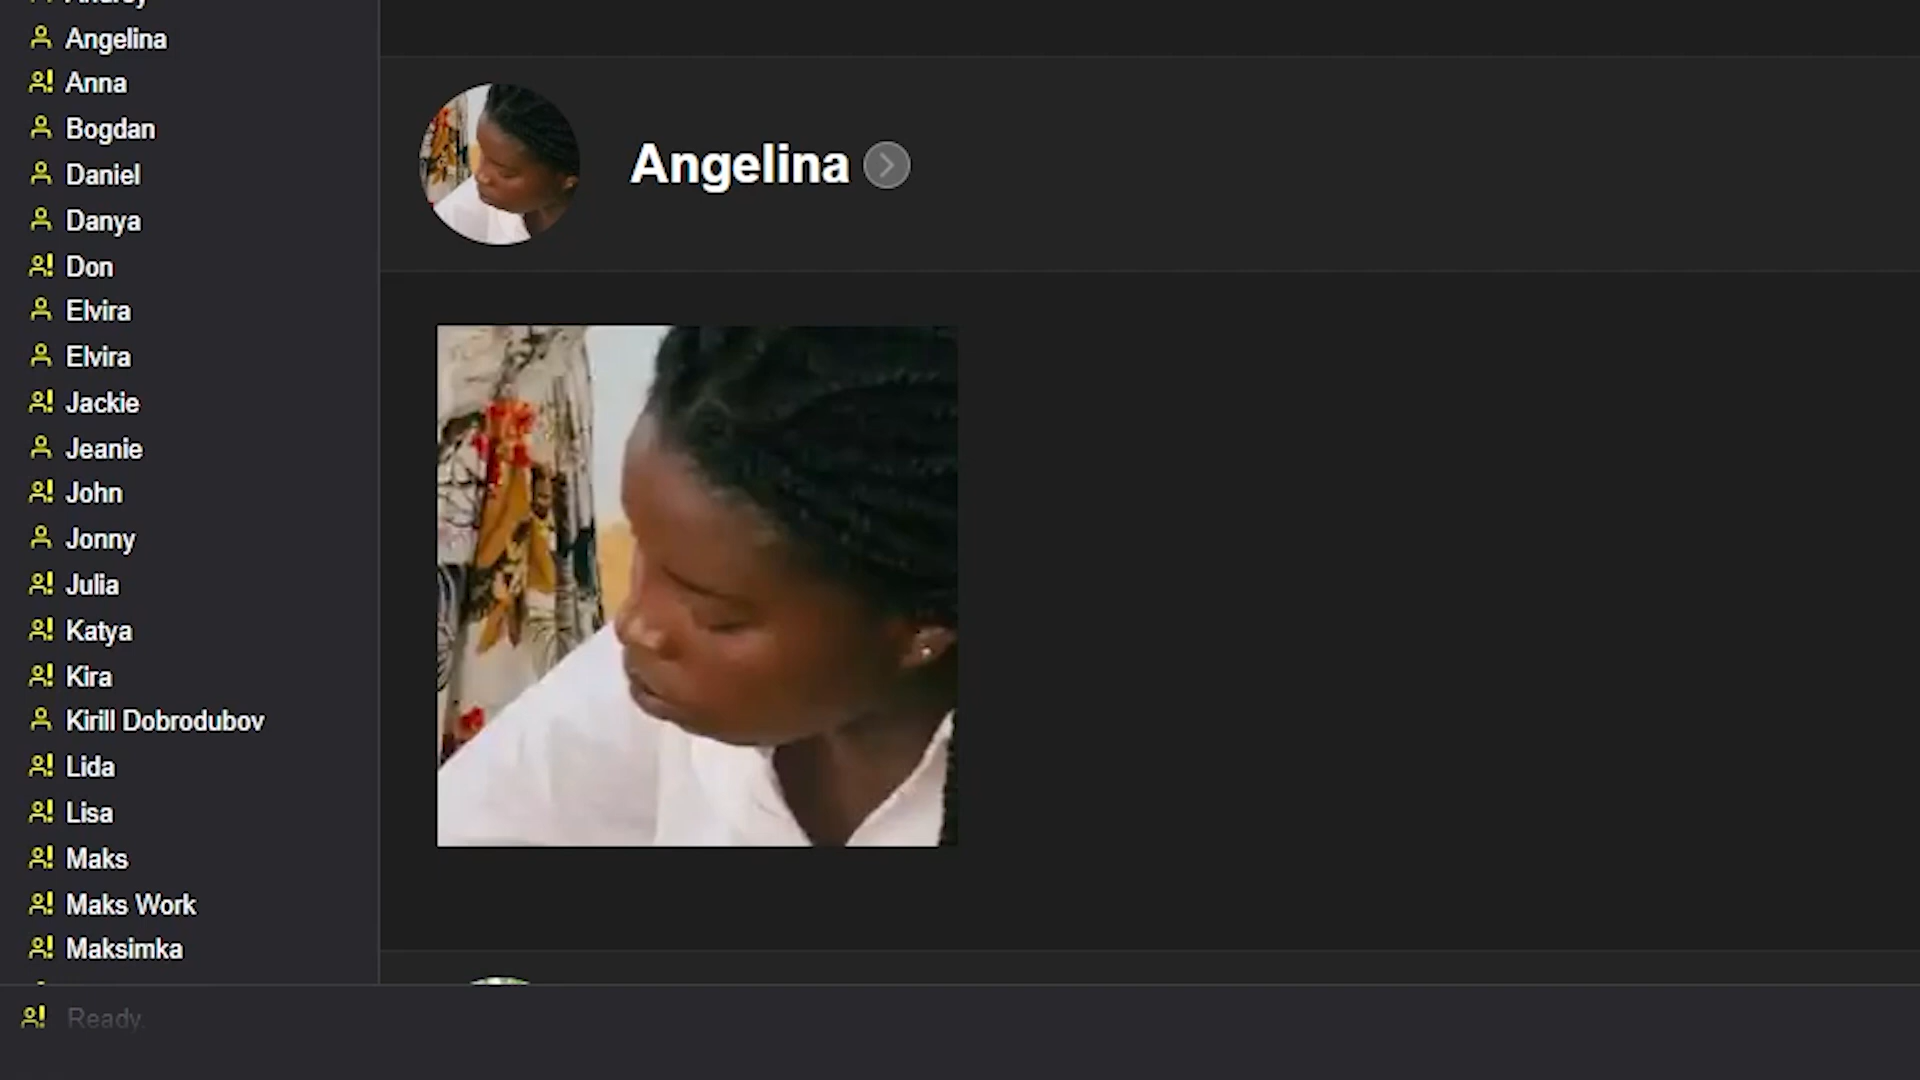 Angelina
Anna
Bogdan
Daniel
Danya
Don
Elvira
Elvira
Jackie
Jeanie
John
Jonny
Julia
Katya
Kira
Kirill Dobrodubov
Lida
Lisa
Maks
Maks Work
Maksimka
Ready.
Angelina